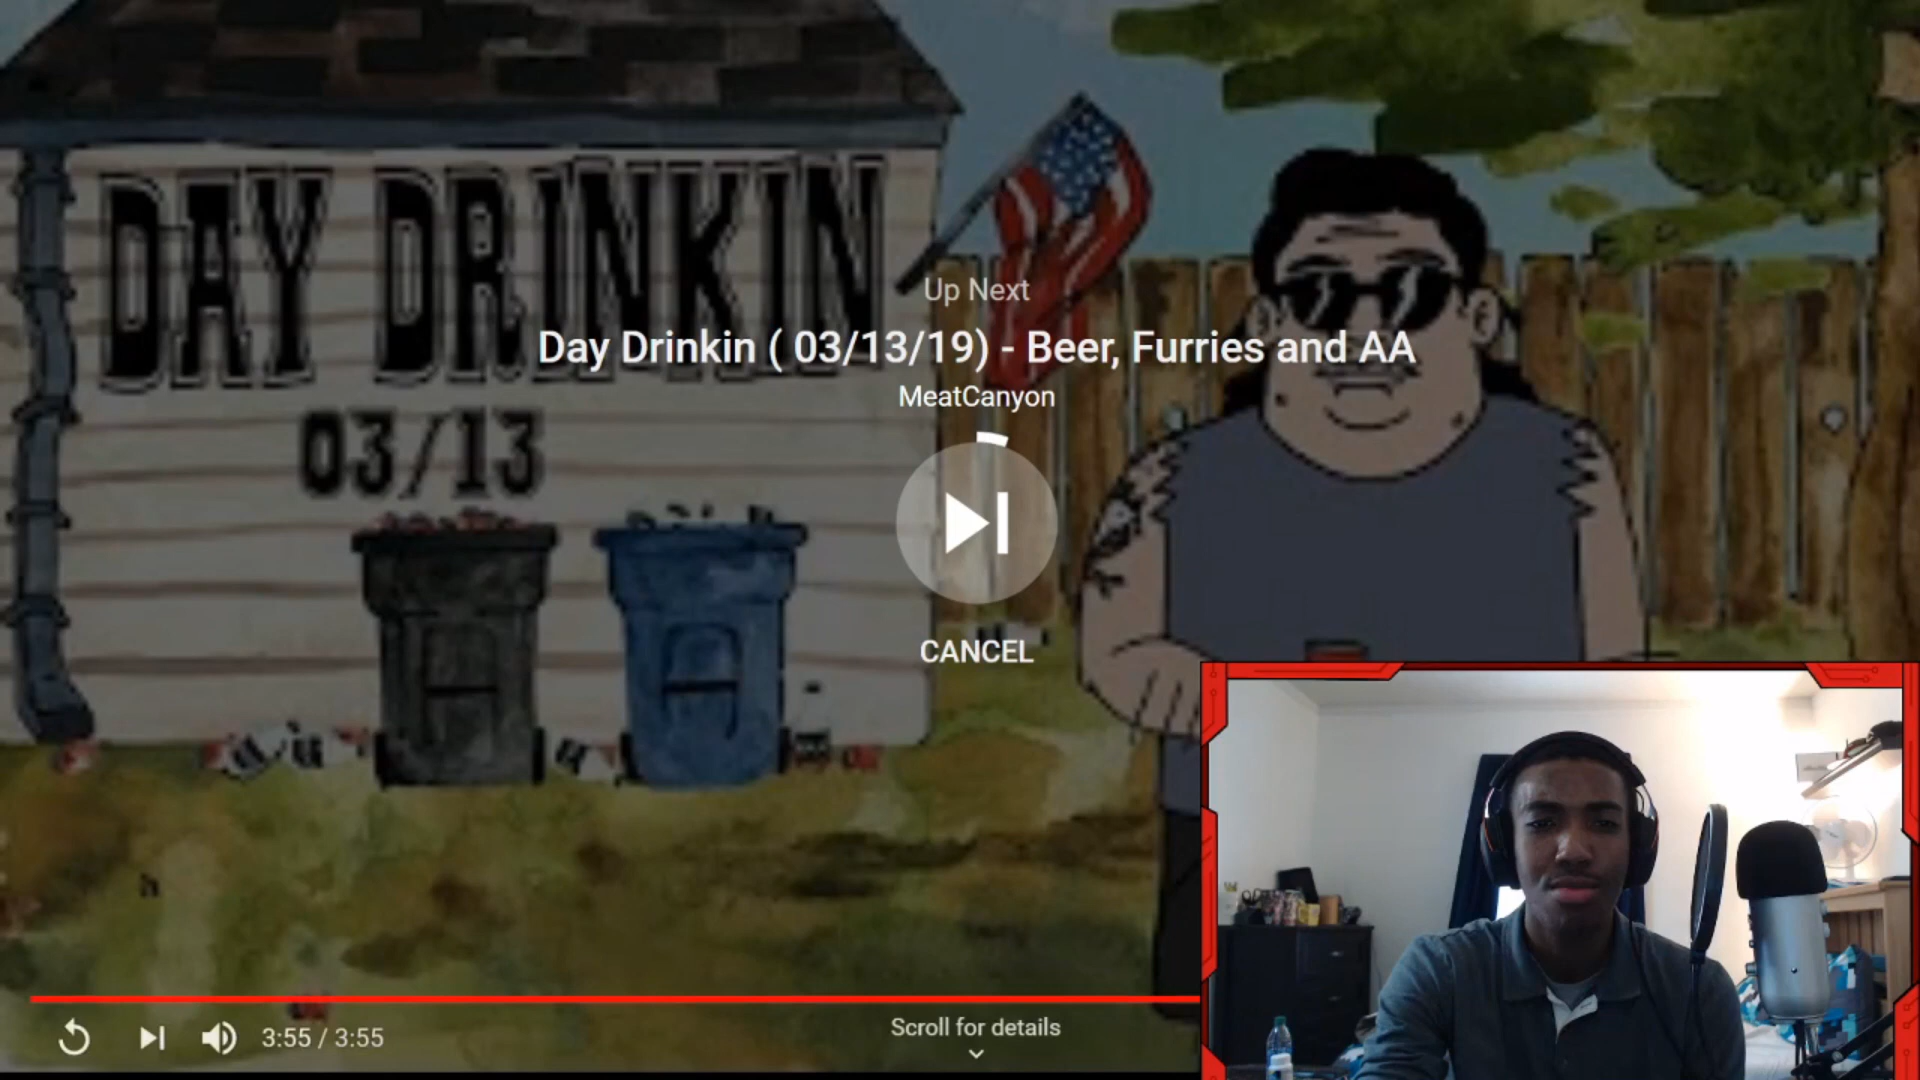 DAY DRINKIN
03/13
Up Next
Day Drinkin ( 03/13/19) - Beer, Furries and AA
MeatCanyon
CANCEL
3:55 / 3:55
Scroll for details